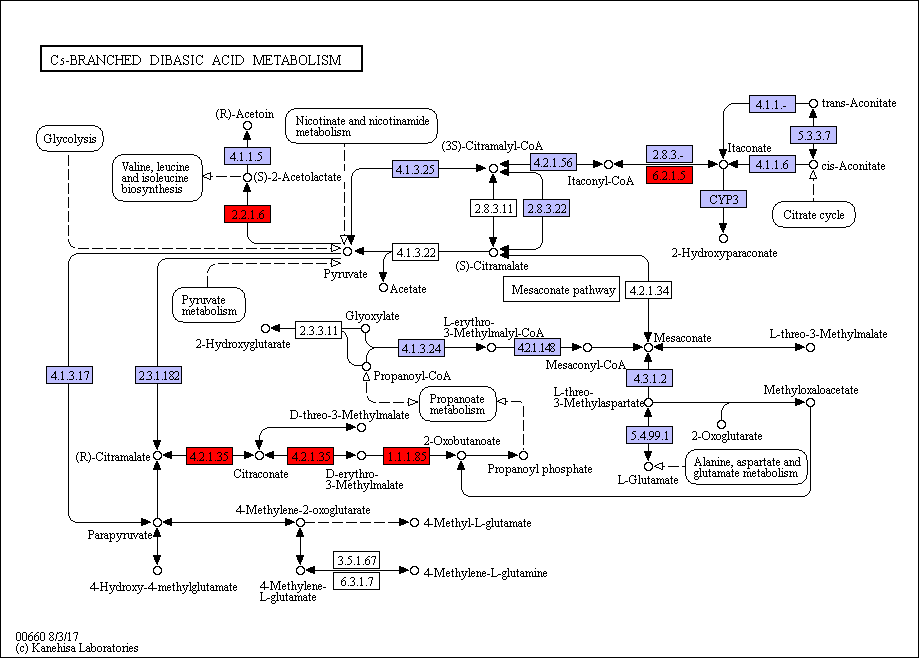 C5-BRANCHED DIBASIC ACID METABOLISM
4.1.1.-
trans-Aconitate
(R)-Acetoin
Nicotinate and nicotinamide
metabolism
Glycolysis
5.3.3.7
(3S)-Citramalyl-CoA
Itaconate
4.1.1.5
2.8.3.-
Valine, leucine
and isoleucine
biosynthesis
4.1.3.25
4.2.1.56
4.1.1.6
cis-Aconitate
(S)-2-Acetolactate
Itaconyl-CoA
6.2.1.5
CYP3
2.2.1.6
2.8.3.11
2.8.3.22
Citrate cycle
4.1.3.22
2-Hydroxyparaconate
Pyruvate
(S)-Citramalate
Acetate
Mesaconate pathway
4.2.1.34
Pyruvate
metabolism
Glyoxylate
L-erythro-
3-Methylmalyl-CoA
2.3.3.11
2-Hydroxyglutarate
Mesaconate
L-threo-3-Methylmalate
4.1.3.24
4.2.1.148
Mesaconyl-CoA
4.1.3.17
2.3.1.182
Propanoyl-CoA
4.3.1.2
L-threo-
3-Methylaspartate
Methyloxaloacetate
Propanoate
metabolism
D-threo-3-Methylmalate
5.4.99.1
2-Oxoglutarate
2-Oxobutanoate
(R)-Citramalate
4.2.1.35
4.2.1.35
1.1.1.85
Citraconate
D-erythro-
3-Methylmalate
Propanoyl phosphate
Alanine, aspartate and
glutamate metabolism
L-Glutamate
4-Methylene-2-oxoglutarate
4-Methyl-L-glutamate
Parapyruvate
3.5.1.67
6.3.1.7
4-Methylene-L-glutamine
4-Hydroxy-4-methylglutamate
4-Methylene-
L-glutamate
00660 8/3/17
(c) Kanehisa Laboratories